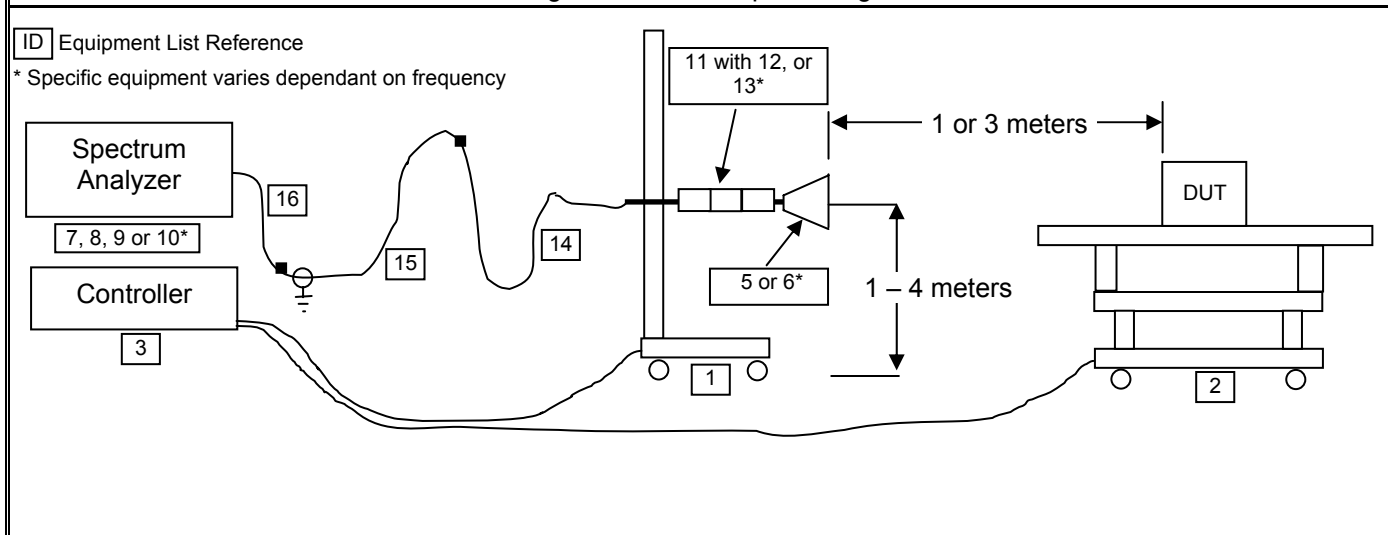 ID Equipment List Reference
* Specific equipment varies dependant on frequency
11 with 12, or
13*
1 or 3 meters
Spectrum
Analyzer
16
DUT
7, 8, 9 or 10*
15
14
5 or 6*
1 – 4 meters
Controller
3
1
2